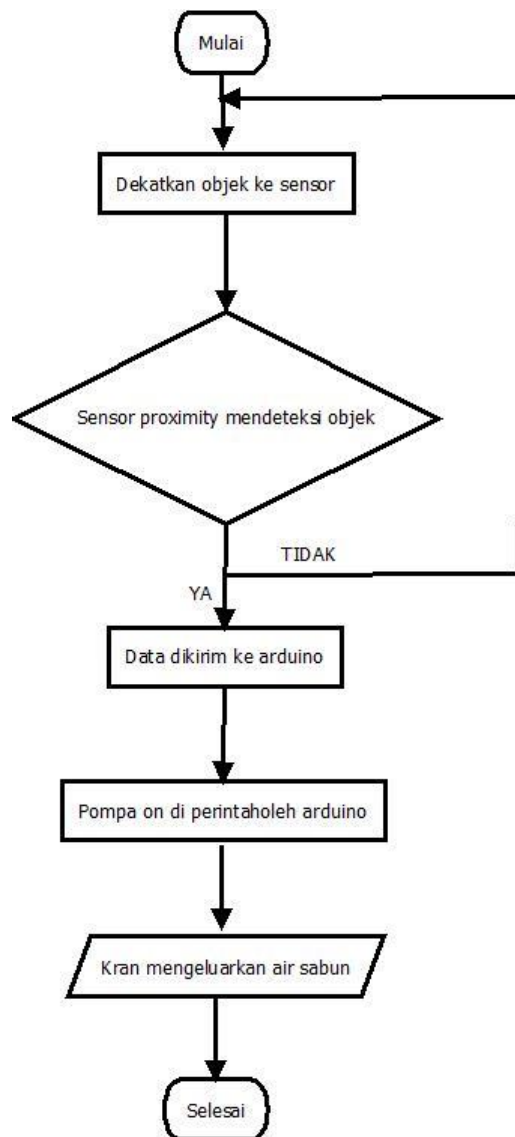 Mulai
Dekatkan objek ke sensor
Sensor proximity mendeteksi objek
TIDAK
YA
Data dikirim ke arduino
Pompa on di perintaholeh arduino
Kran mengeluarkan air sabun
Selesai